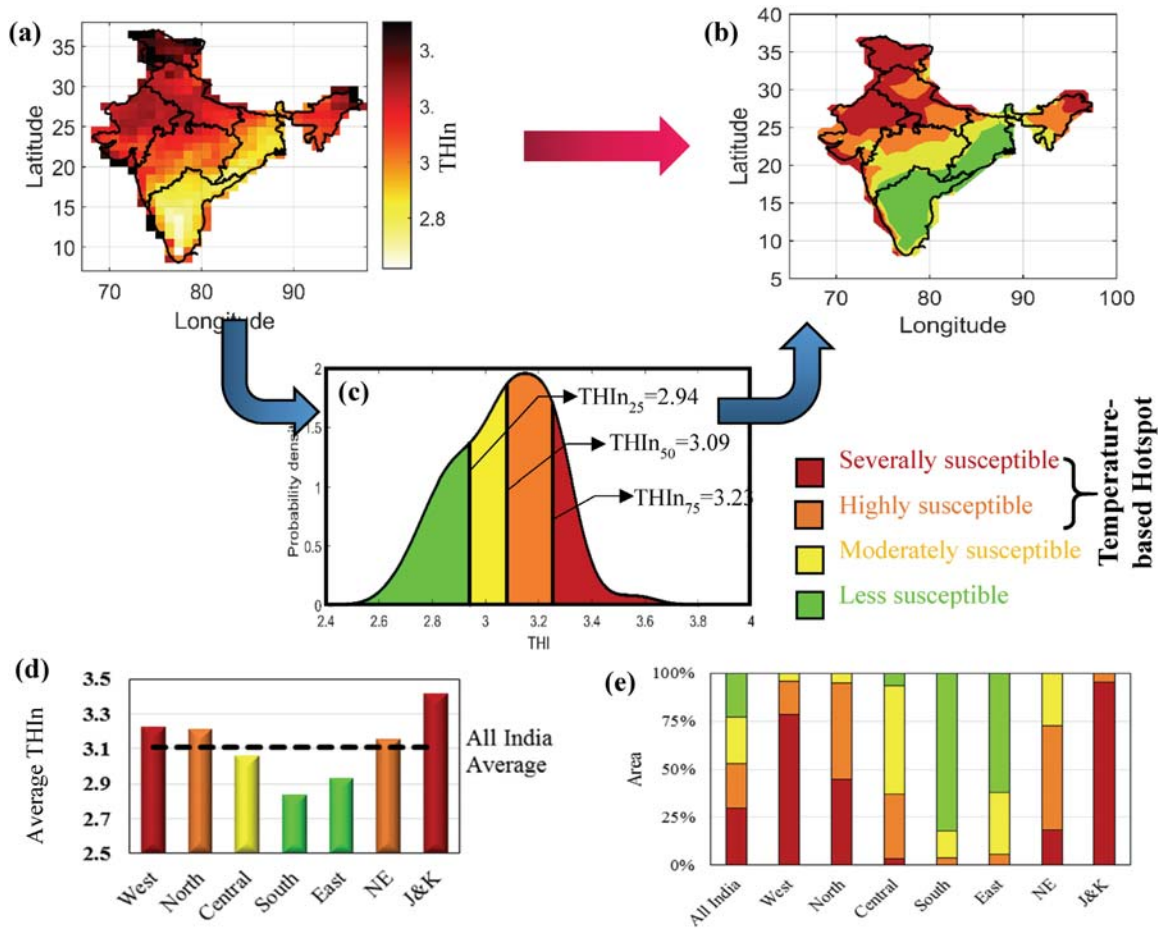 (a)
35
30
25
20
15
10
Latitude
70
80
90
Longitude
3.
3.
3
2.8
THIn
(b)
40
35
30
25
20
15
10
5
Latitude
70
80
90
100
Longitude
(c)
2
1.5
1
0.5
0
Probability densi
2.4
2.6
2.8
3
3.2
3.4
3.6
3.8
4
THI
THIn25=2.94
THIn50=3.09
THIn75=3.23
Severally susceptible
Highly susceptible
Moderately susceptible
Less susceptible
Temperature-
based Hotspot
(d)
3.5
3.3
3.1
2.9
2.7
2.5
Average THIn
All India
Average
West
North
Central
South
East
NE
J&K
(e)
100%
75%
50%
25%
0%
Area
All India
West
North
Central
South
East
NE
J&K